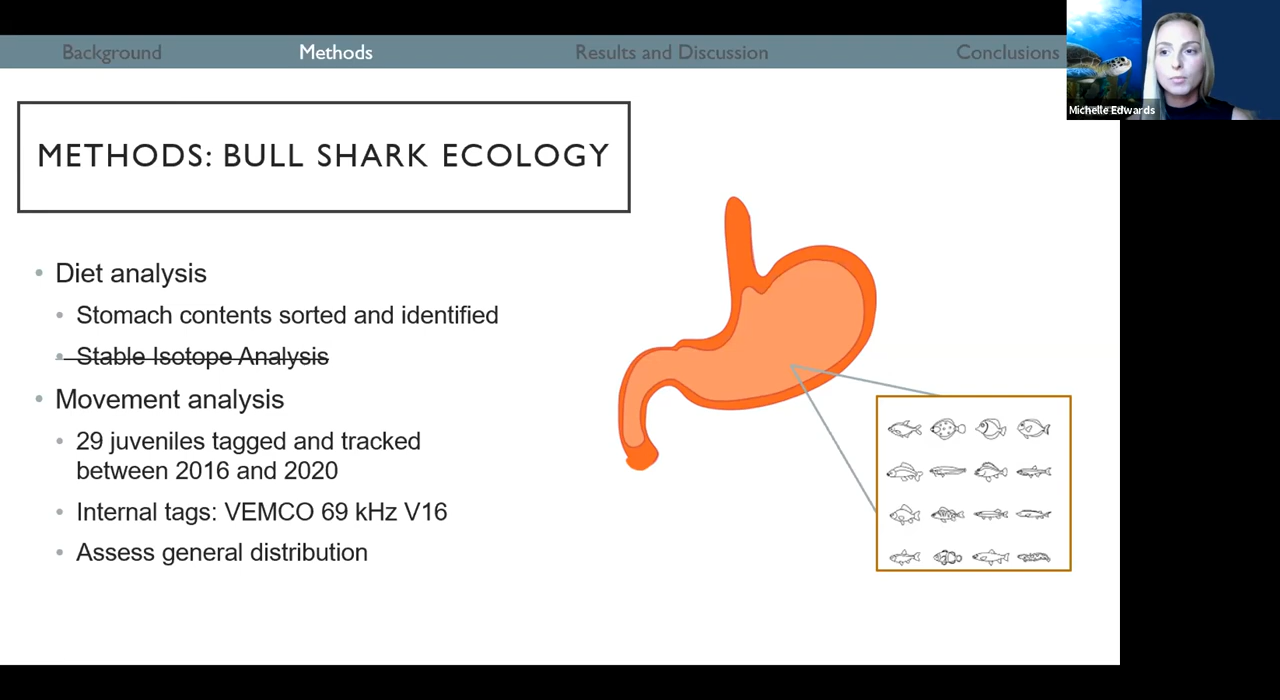 Background Methods Results and Discussion Conclusions
Michelle Edwards
METHODS: BULL SHARK ECOLOGY
• Diet analysis
• Stomach contents sorted and identified
• Stable Isotope Analysis
• Movement analysis
• 29 juveniles tagged and tracked
between 2016 and 2020
• Internal tags: VEMCO 69 kHz V16
• Assess general distribution